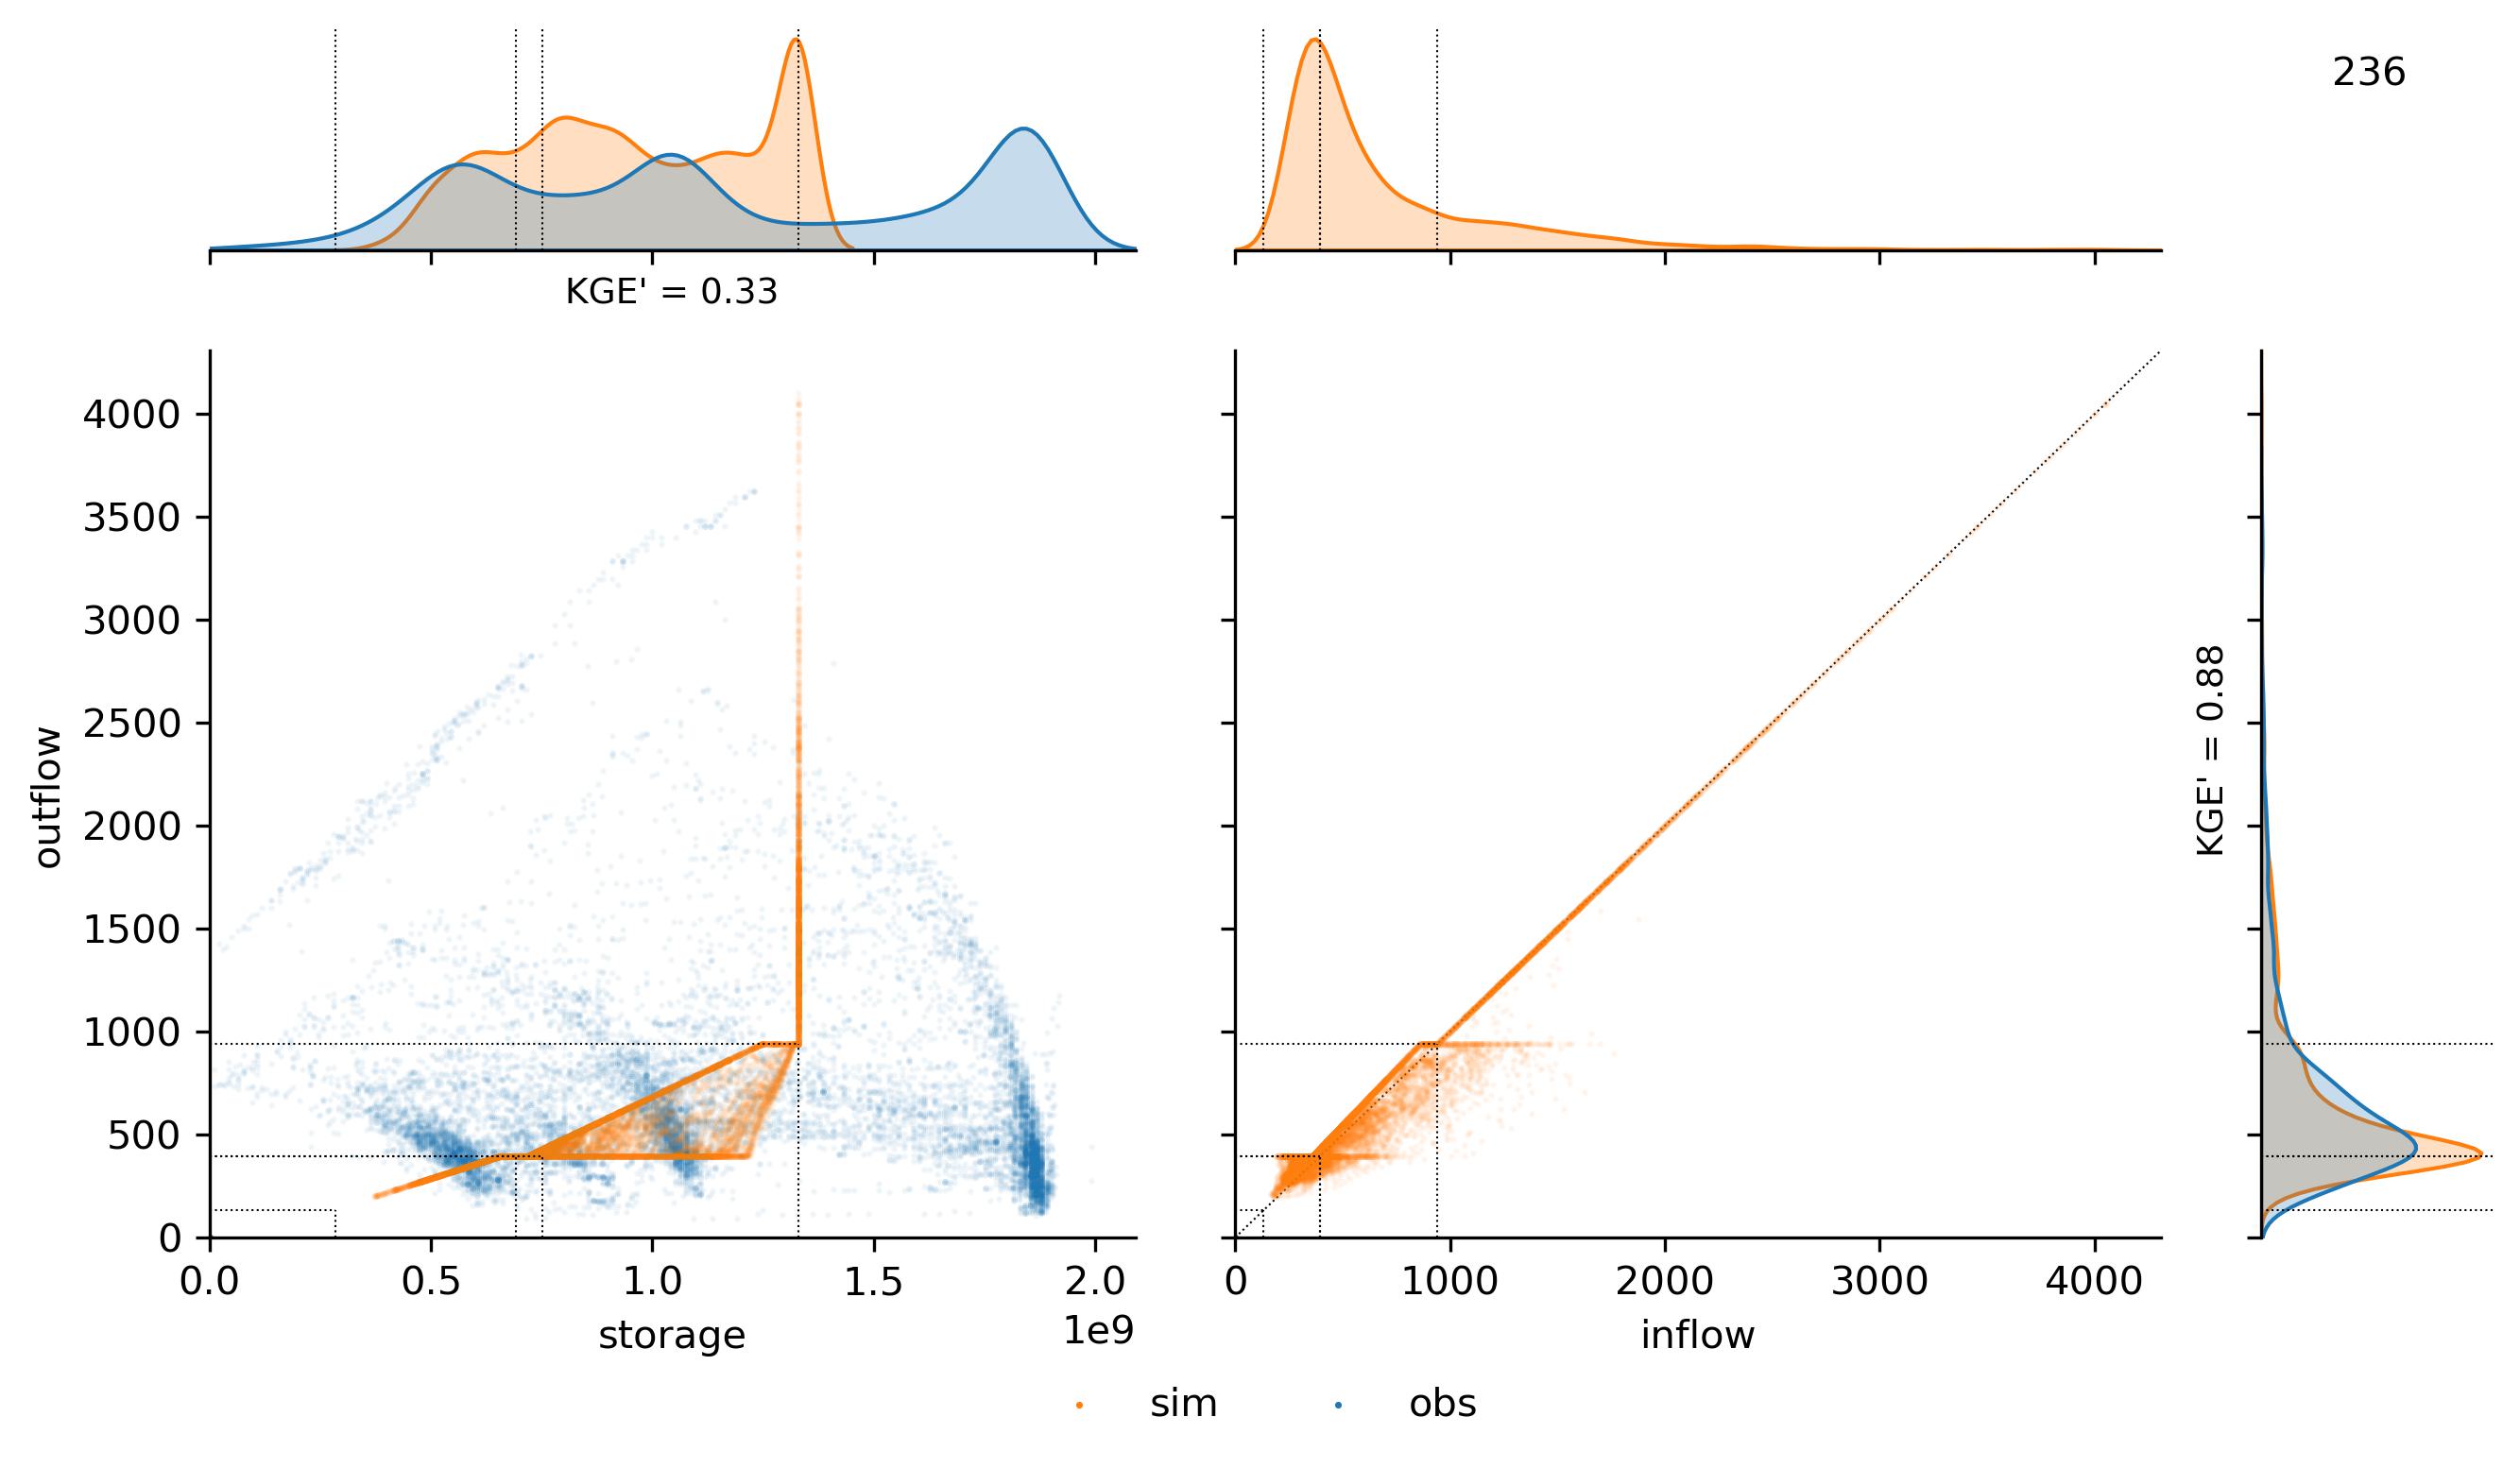 236
KGE' = 0.33
4000
3500
3000
2500
2000
1500
1000
500
0
outflow
0.0 0.5 1.0 1.5 2.0
1e9
storage
0 1000 2000 3000 4000
inflow
KGE' = 0.88
sim obs